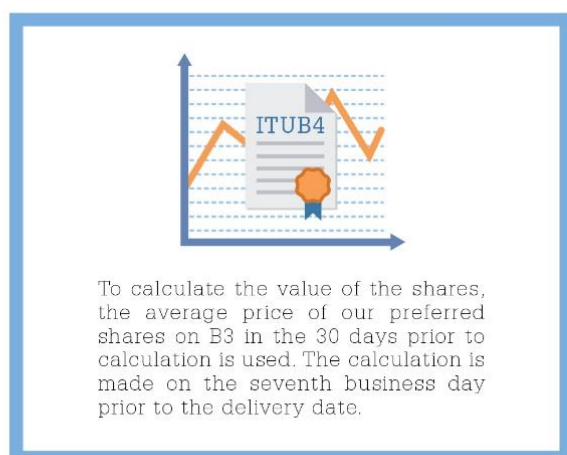 ITUB4
To calculate the value of the shares,
the average price of our preferred
shares on B3 in the 30 days prior to
calculation is used. The calculation is
made on the seventh business day
prior to the delivery date.